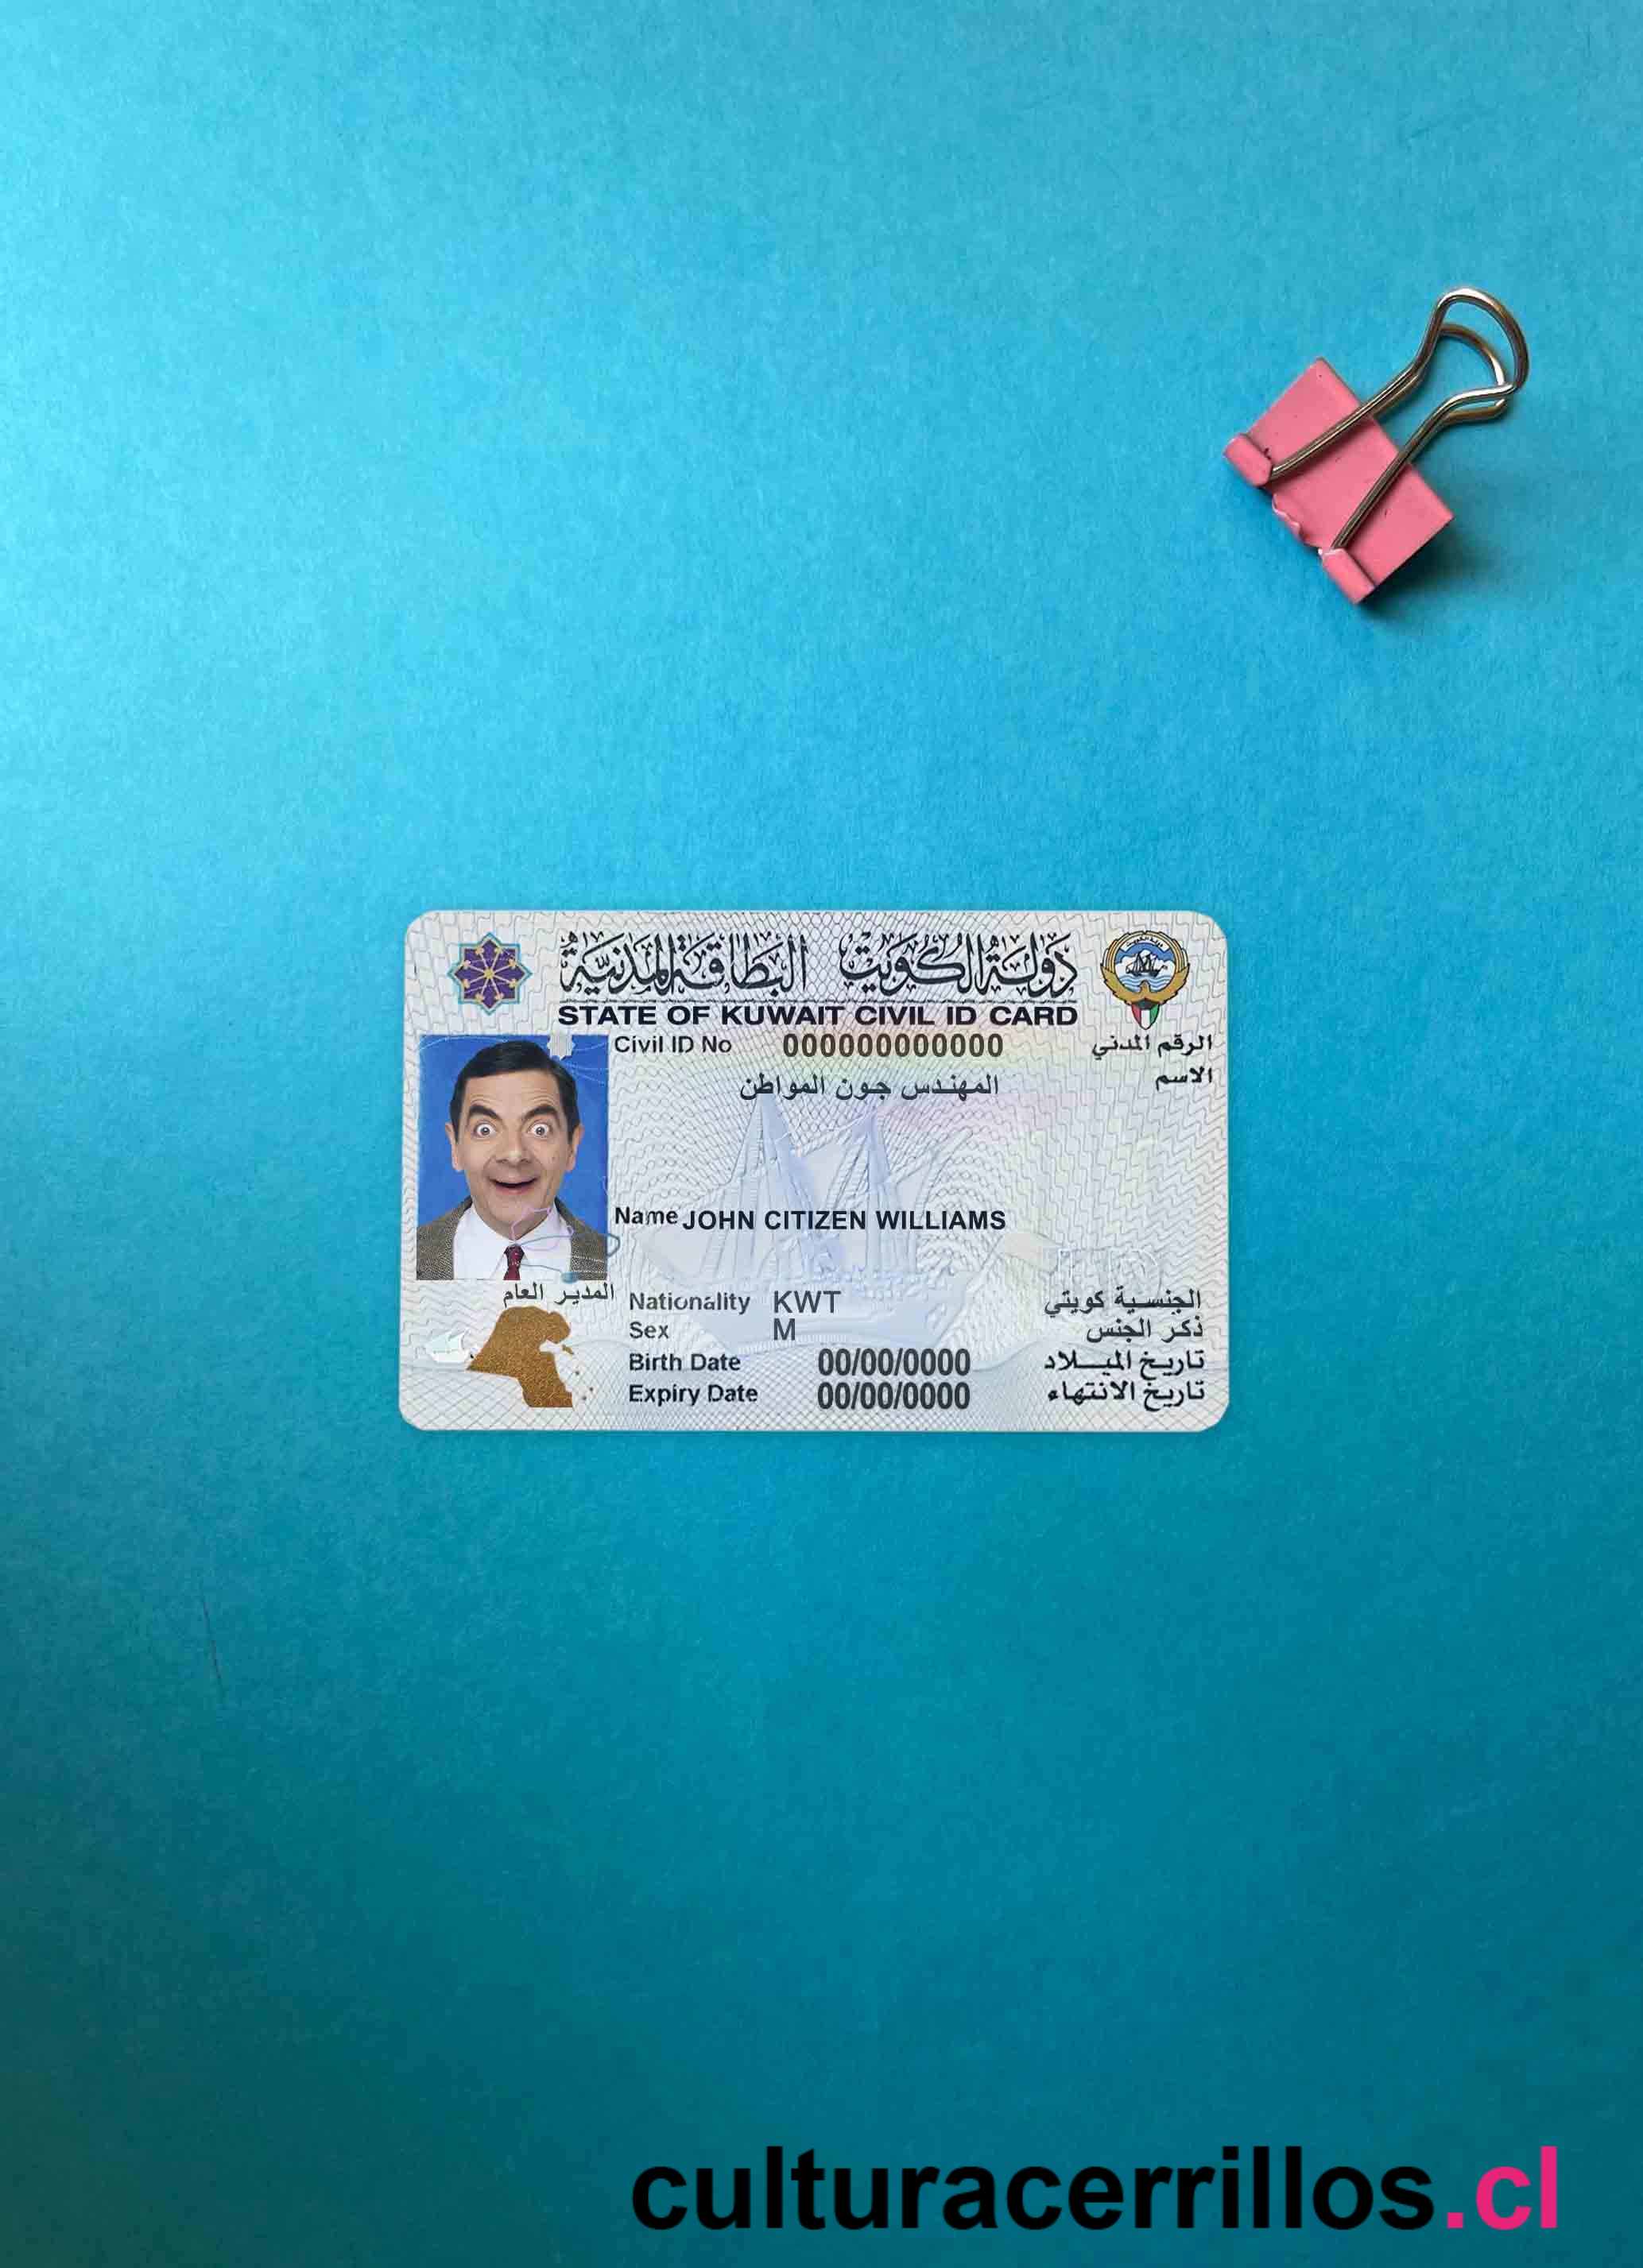 دولة الكويت البطاقة المدنية
STATE OF KUWAIT CIVIL ID CARD
Civil ID No 000000000000 الرقم المدني
الاسم
المهندس جون المواطن
Name JOHN CITIZEN WILLIAMS
المدير العام
Nationality KWT الجنسية كويتي
Sex M ذكر الجنس
Birth Date 00/00/0000 تاريخ الميلاد
Expiry Date 00/00/0000 تاريخ الانتهاء
culturacerrillos.cl